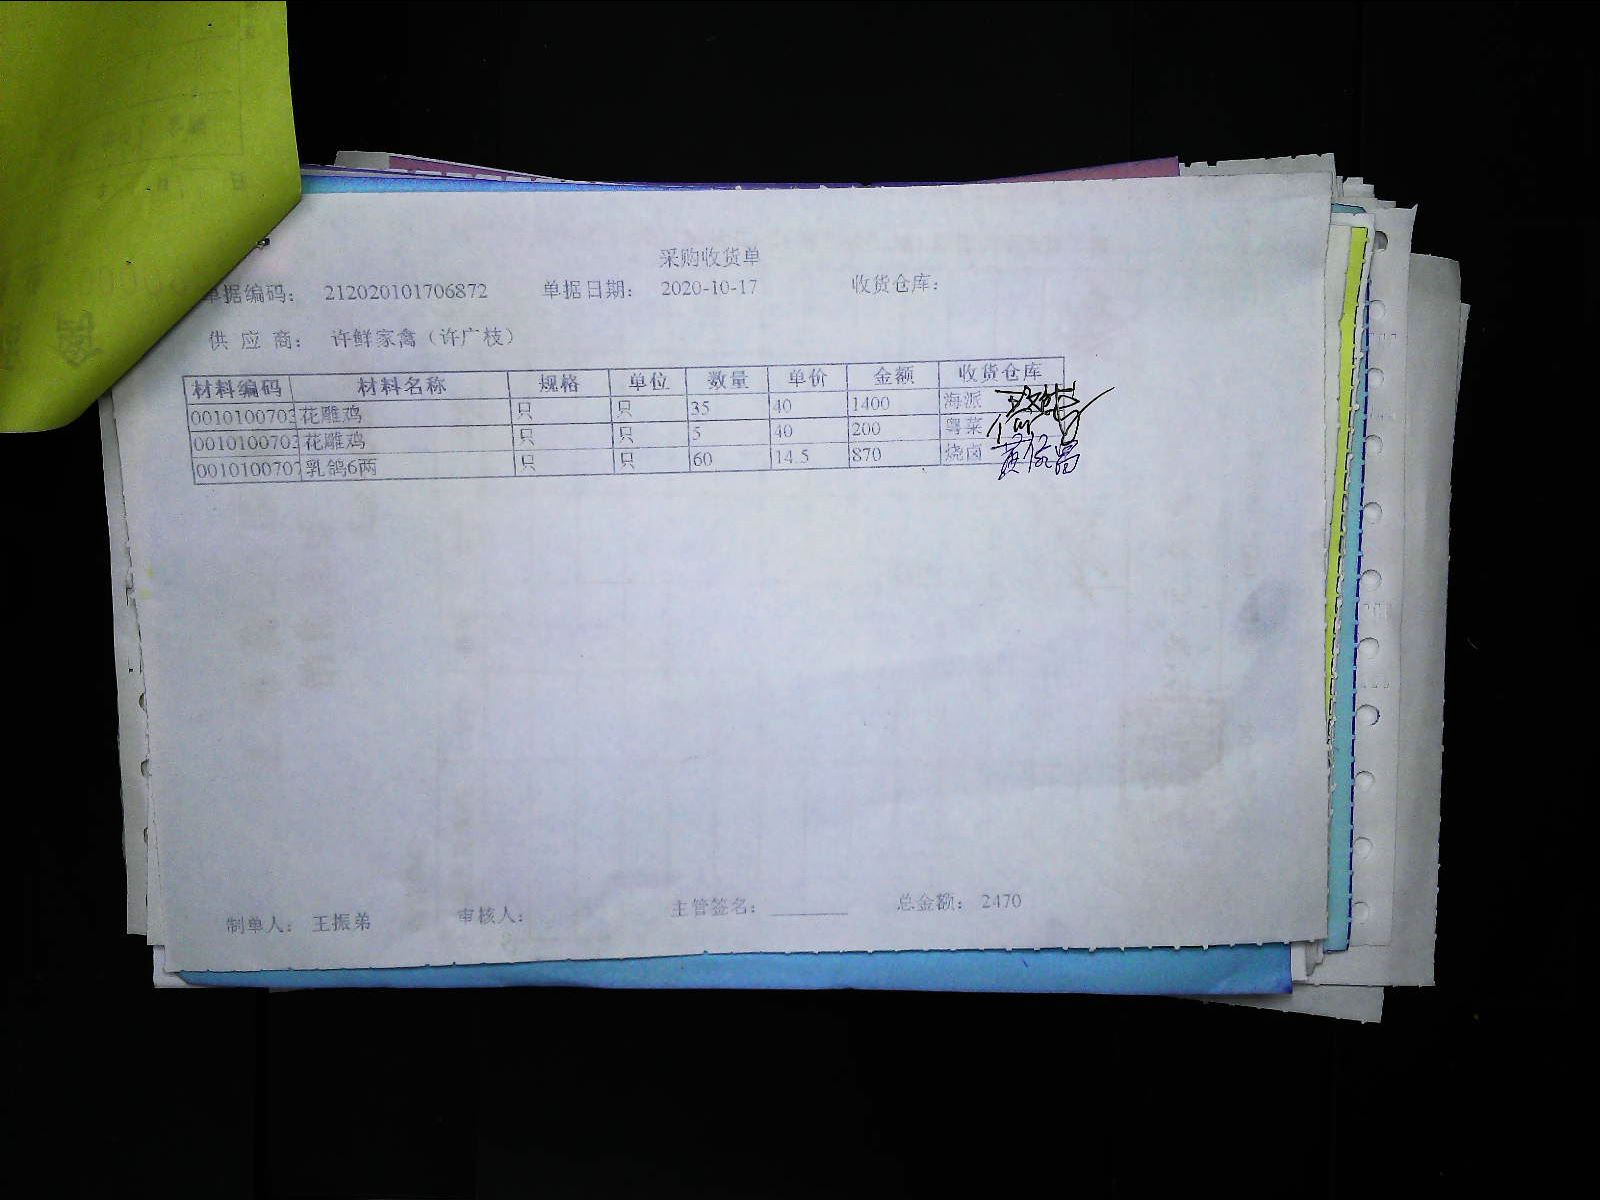 采购收货单
单据编码： 212020101706872 单据日期： 2020-10-17 收货仓库：
供 应 商： 许鲜家禽（许广枝）
材料编码 材料名称 规格 单位 数量 单价 金额 收货仓库
0010100703 花雕鸡 只 只 35 40 1400 海派
0010100703 花雕鸡 只 只 5 40 200 粤菜
0010100707 乳鸽6两 只 只 60 14.5 870 烧卤
制单人： 王振弟 审核人： 主管签名： 总金额： 2470